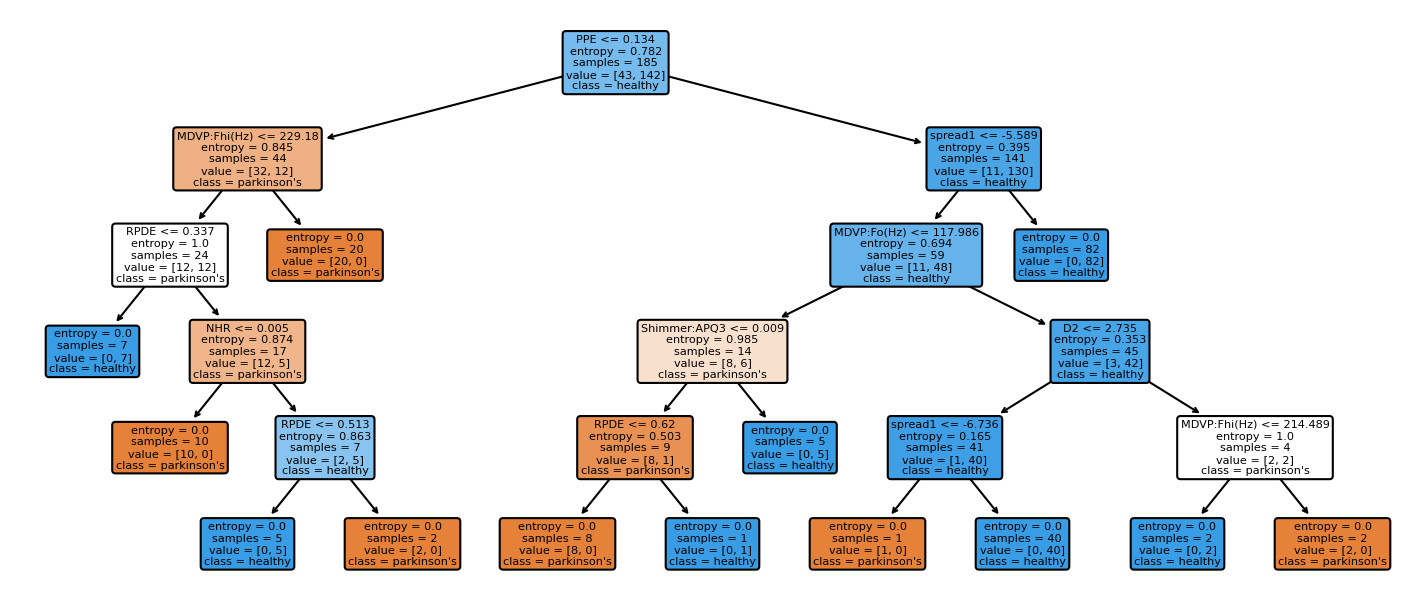 PPE <= 0.134
entropy = 0.782
samples = 185
value = [43, 142]
class = healthy
MDVP:Fhi(Hz) <= 229.18
entropy = 0.845
samples = 44
value = [32, 12]
class = parkinson's
spread1 <= -5.589
entropy = 0.395
samples = 141
value = [11, 130]
class = healthy
RPDE <= 0.337
entropy = 1.0
samples = 24
value = [12, 12]
class = parkinson's
entropy = 0.0
samples = 20
value = [20, 0]
class = parkinson's
MDVP:Fo(Hz) <= 117.986
entropy = 0.694
samples = 59
value = [11, 48]
class = healthy
entropy = 0.0
samples = 82
value = [0, 82]
class = healthy
entropy = 0.0
samples = 7
value = [0, 7]
class = healthy
NHR <= 0.005
entropy = 0.874
samples = 17
value = [12, 5]
class = parkinson's
Shimmer:APQ3 <= 0.009
entropy = 0.985
samples = 14
value = [8, 6]
class = parkinson's
D2 <= 2.735
entropy = 0.353
samples = 45
value = [3, 42]
class = healthy
entropy = 0.0
samples = 10
value = [10, 0]
class = parkinson's
RPDE <= 0.513
entropy = 0.863
samples = 7
value = [2, 5]
class = healthy
RPDE <= 0.62
entropy = 0.503
samples = 9
value = [8, 1]
class = parkinson's
entropy = 0.0
samples = 5
value = [0, 5]
class = healthy
spread1 <= -6.736
entropy = 0.165
samples = 41
value = [1, 40]
class = healthy
MDVP:Fhi(Hz) <= 214.489
entropy = 1.0
samples = 4
value = [2, 2]
class = parkinson's
entropy = 0.0
samples = 5
value = [0, 5]
class = healthy
entropy = 0.0
samples = 2
value = [2, 0]
class = parkinson's
entropy = 0.0
samples = 8
value = [8, 0]
class = parkinson's
entropy = 0.0
samples = 1
value = [0, 1]
class = healthy
entropy = 0.0
samples = 1
value = [1, 0]
class = parkinson's
entropy = 0.0
samples = 40
value = [0, 40]
class = healthy
entropy = 0.0
samples = 2
value = [0, 2]
class = healthy
entropy = 0.0
samples = 2
value = [2, 0]
class = parkinson's